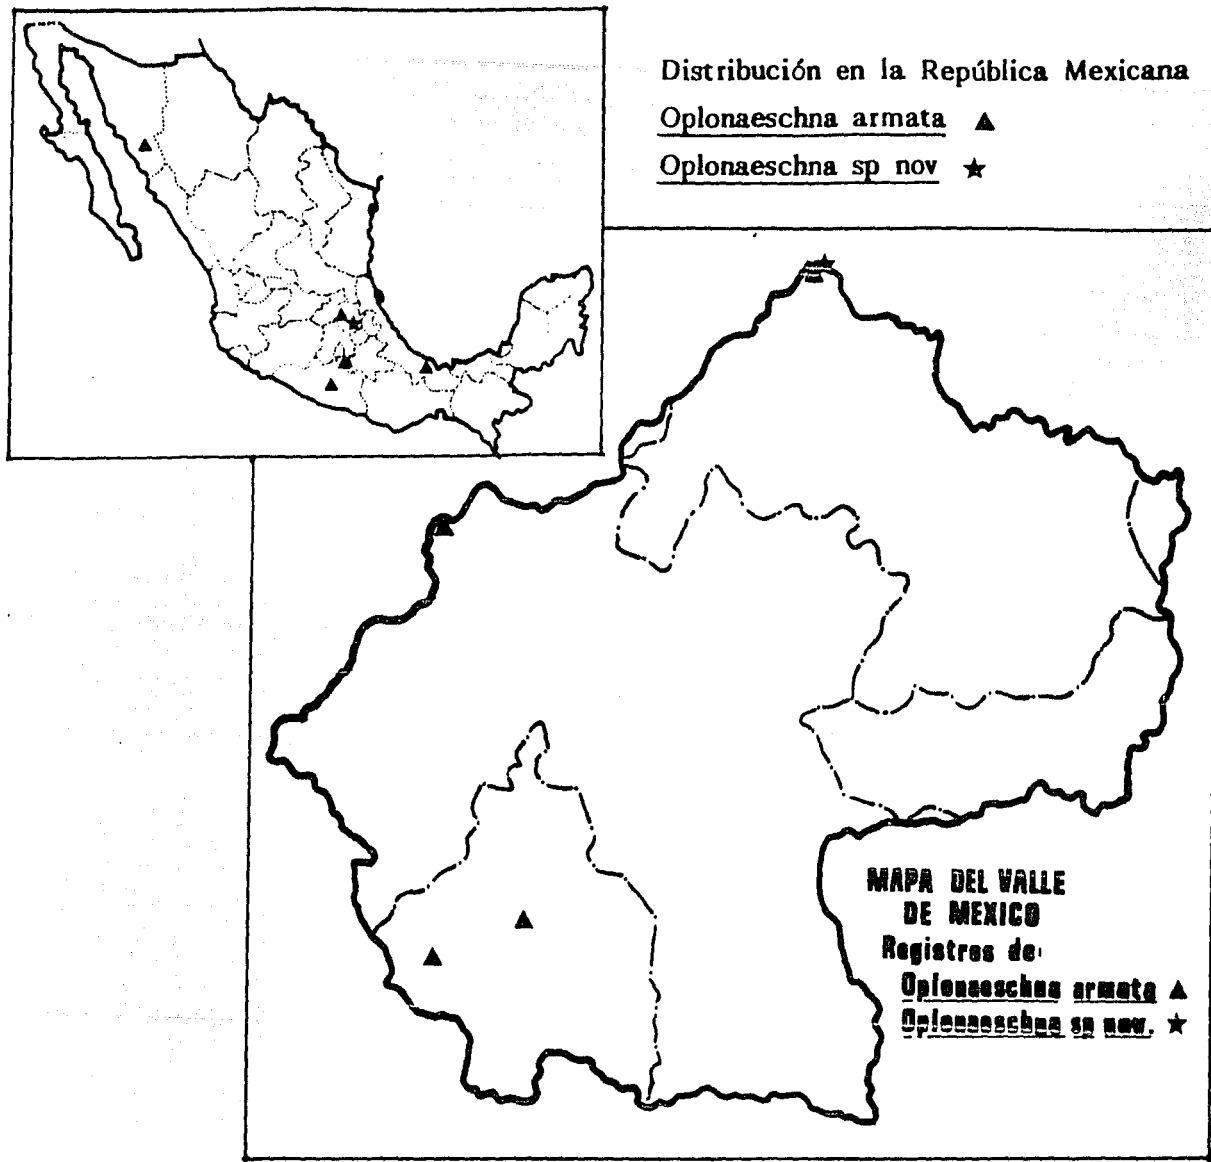 Distribución en la República Mexicana
Oplonaeschna armata ▲
Oplonaeschna sp nov ★
MAPA DEL VALLE
DE MEXICO
Registros de:
Oplonaeschna armata ▲
Oplonaeschna sp nov. ★